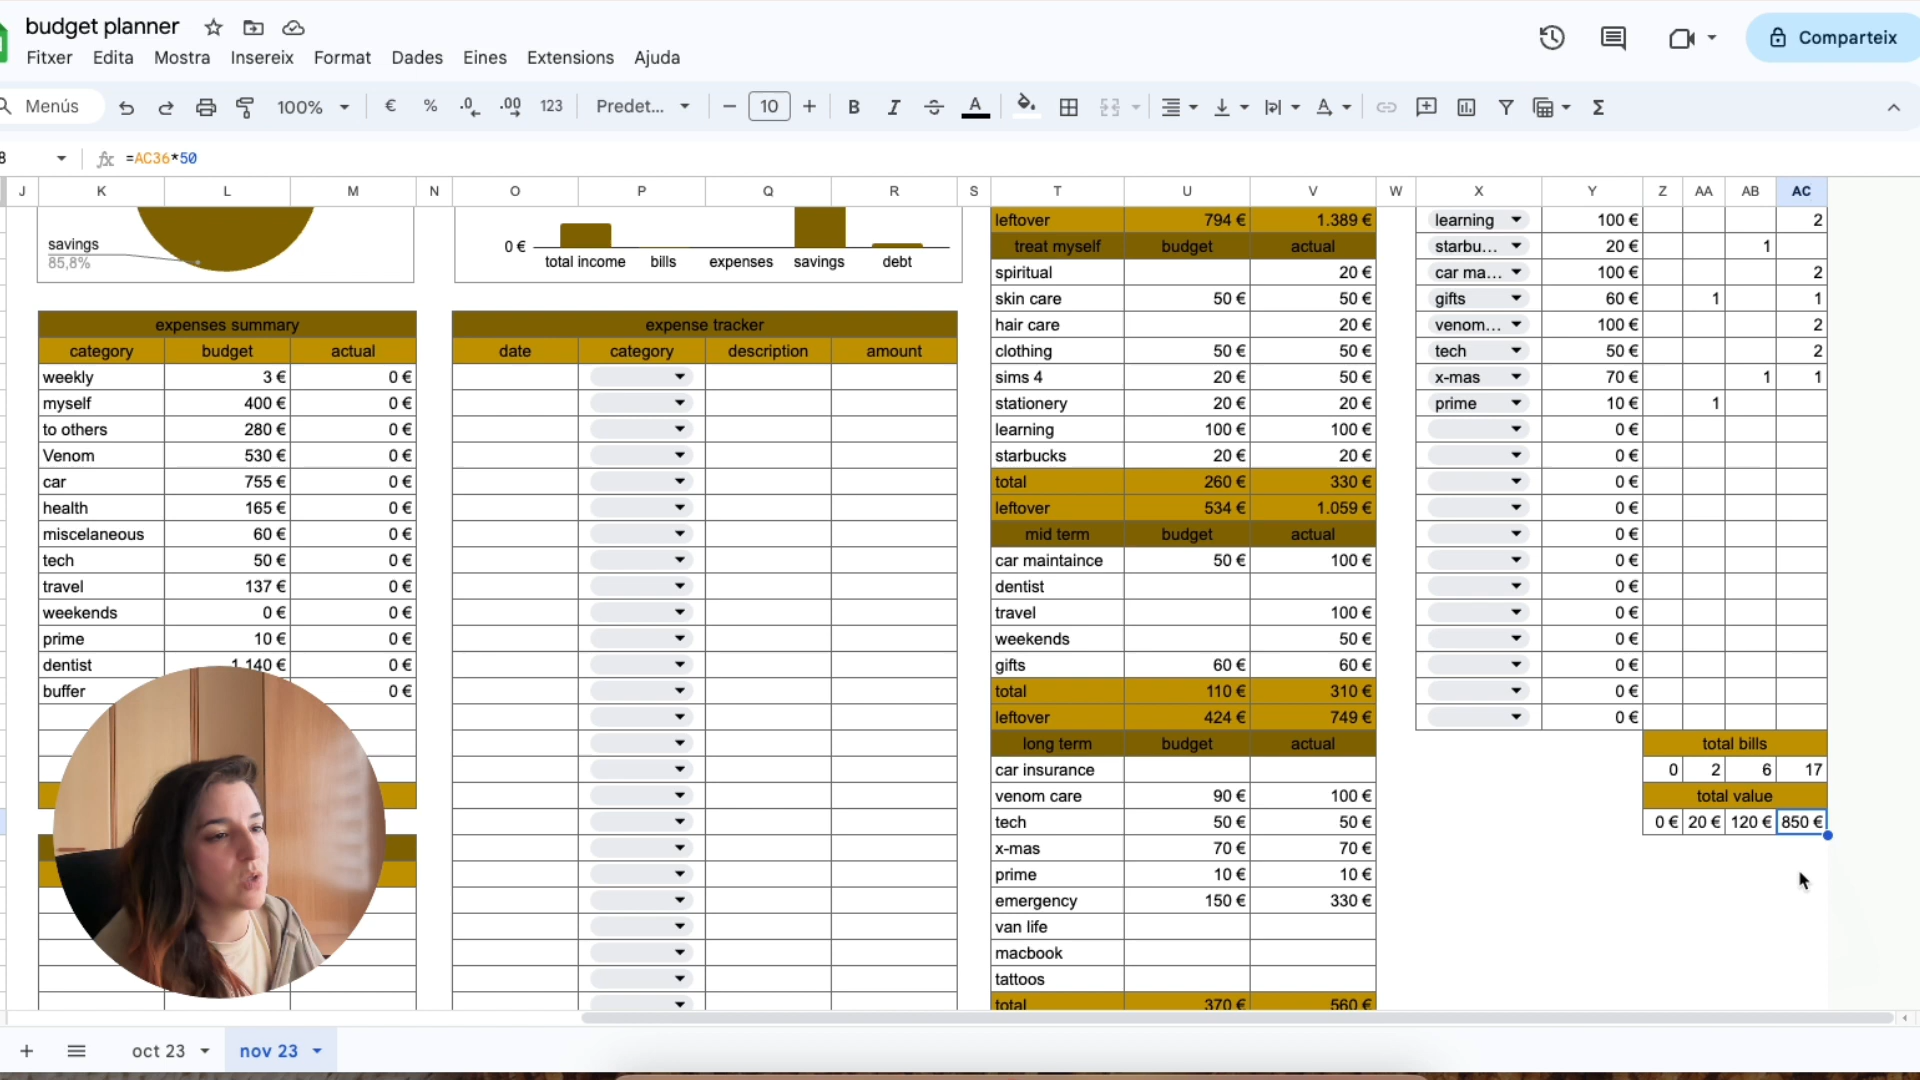 budget planner
Fitxer Edita Mostra Insereix Format Dades Eines Extensions Ajuda
Comparteix
Menús 100% € % .0 .00 123 Predet... − 10 + B I A Σ
8 fx =AC36*50
J K L M N O P Q R S T U V W X Y Z AA AB AC
savings
85,8%
0 €
total income bills expenses savings debt
expenses summary
category budget actual
weekly 3 € 0 €
myself 400 € 0 €
to others 280 € 0 €
Venom 530 € 0 €
car 755 € 0 €
health 165 € 0 €
miscelaneous 60 € 0 €
tech 50 € 0 €
travel 137 € 0 €
weekends 0 € 0 €
prime 10 € 0 €
dentist 1.140 € 0 €
buffer 0 €
expense tracker
date category description amount
leftover 794 € 1.389 €
treat myself budget actual
spiritual 20 €
skin care 50 € 50 €
hair care 20 €
clothing 50 € 50 €
sims 4 20 € 50 €
stationery 20 € 20 €
learning 100 € 100 €
starbucks 20 € 20 €
total 260 € 330 €
leftover 534 € 1.059 €
mid term budget actual
car maintaince 50 € 100 €
dentist
travel 100 €
weekends 50 €
gifts 60 € 60 €
total 110 € 310 €
leftover 424 € 749 €
long term budget actual
car insurance
venom care 90 € 100 €
tech 50 € 50 €
x-mas 70 € 70 €
prime 10 € 10 €
emergency 150 € 330 €
van life
macbook
tattoos
total 370 € 560 €
learning 100 € 2
starbu... 20 € 1
car ma... 100 € 2
gifts 60 € 1 1
venom... 100 € 2
tech 50 € 2
x-mas 70 € 1 1
prime 10 € 1
0 €
0 €
0 €
0 €
0 €
0 €
0 €
0 €
0 €
0 €
0 €
0 €
total bills
0 2 6 17
total value
0 € 20 € 120 € 850 €
oct 23 nov 23